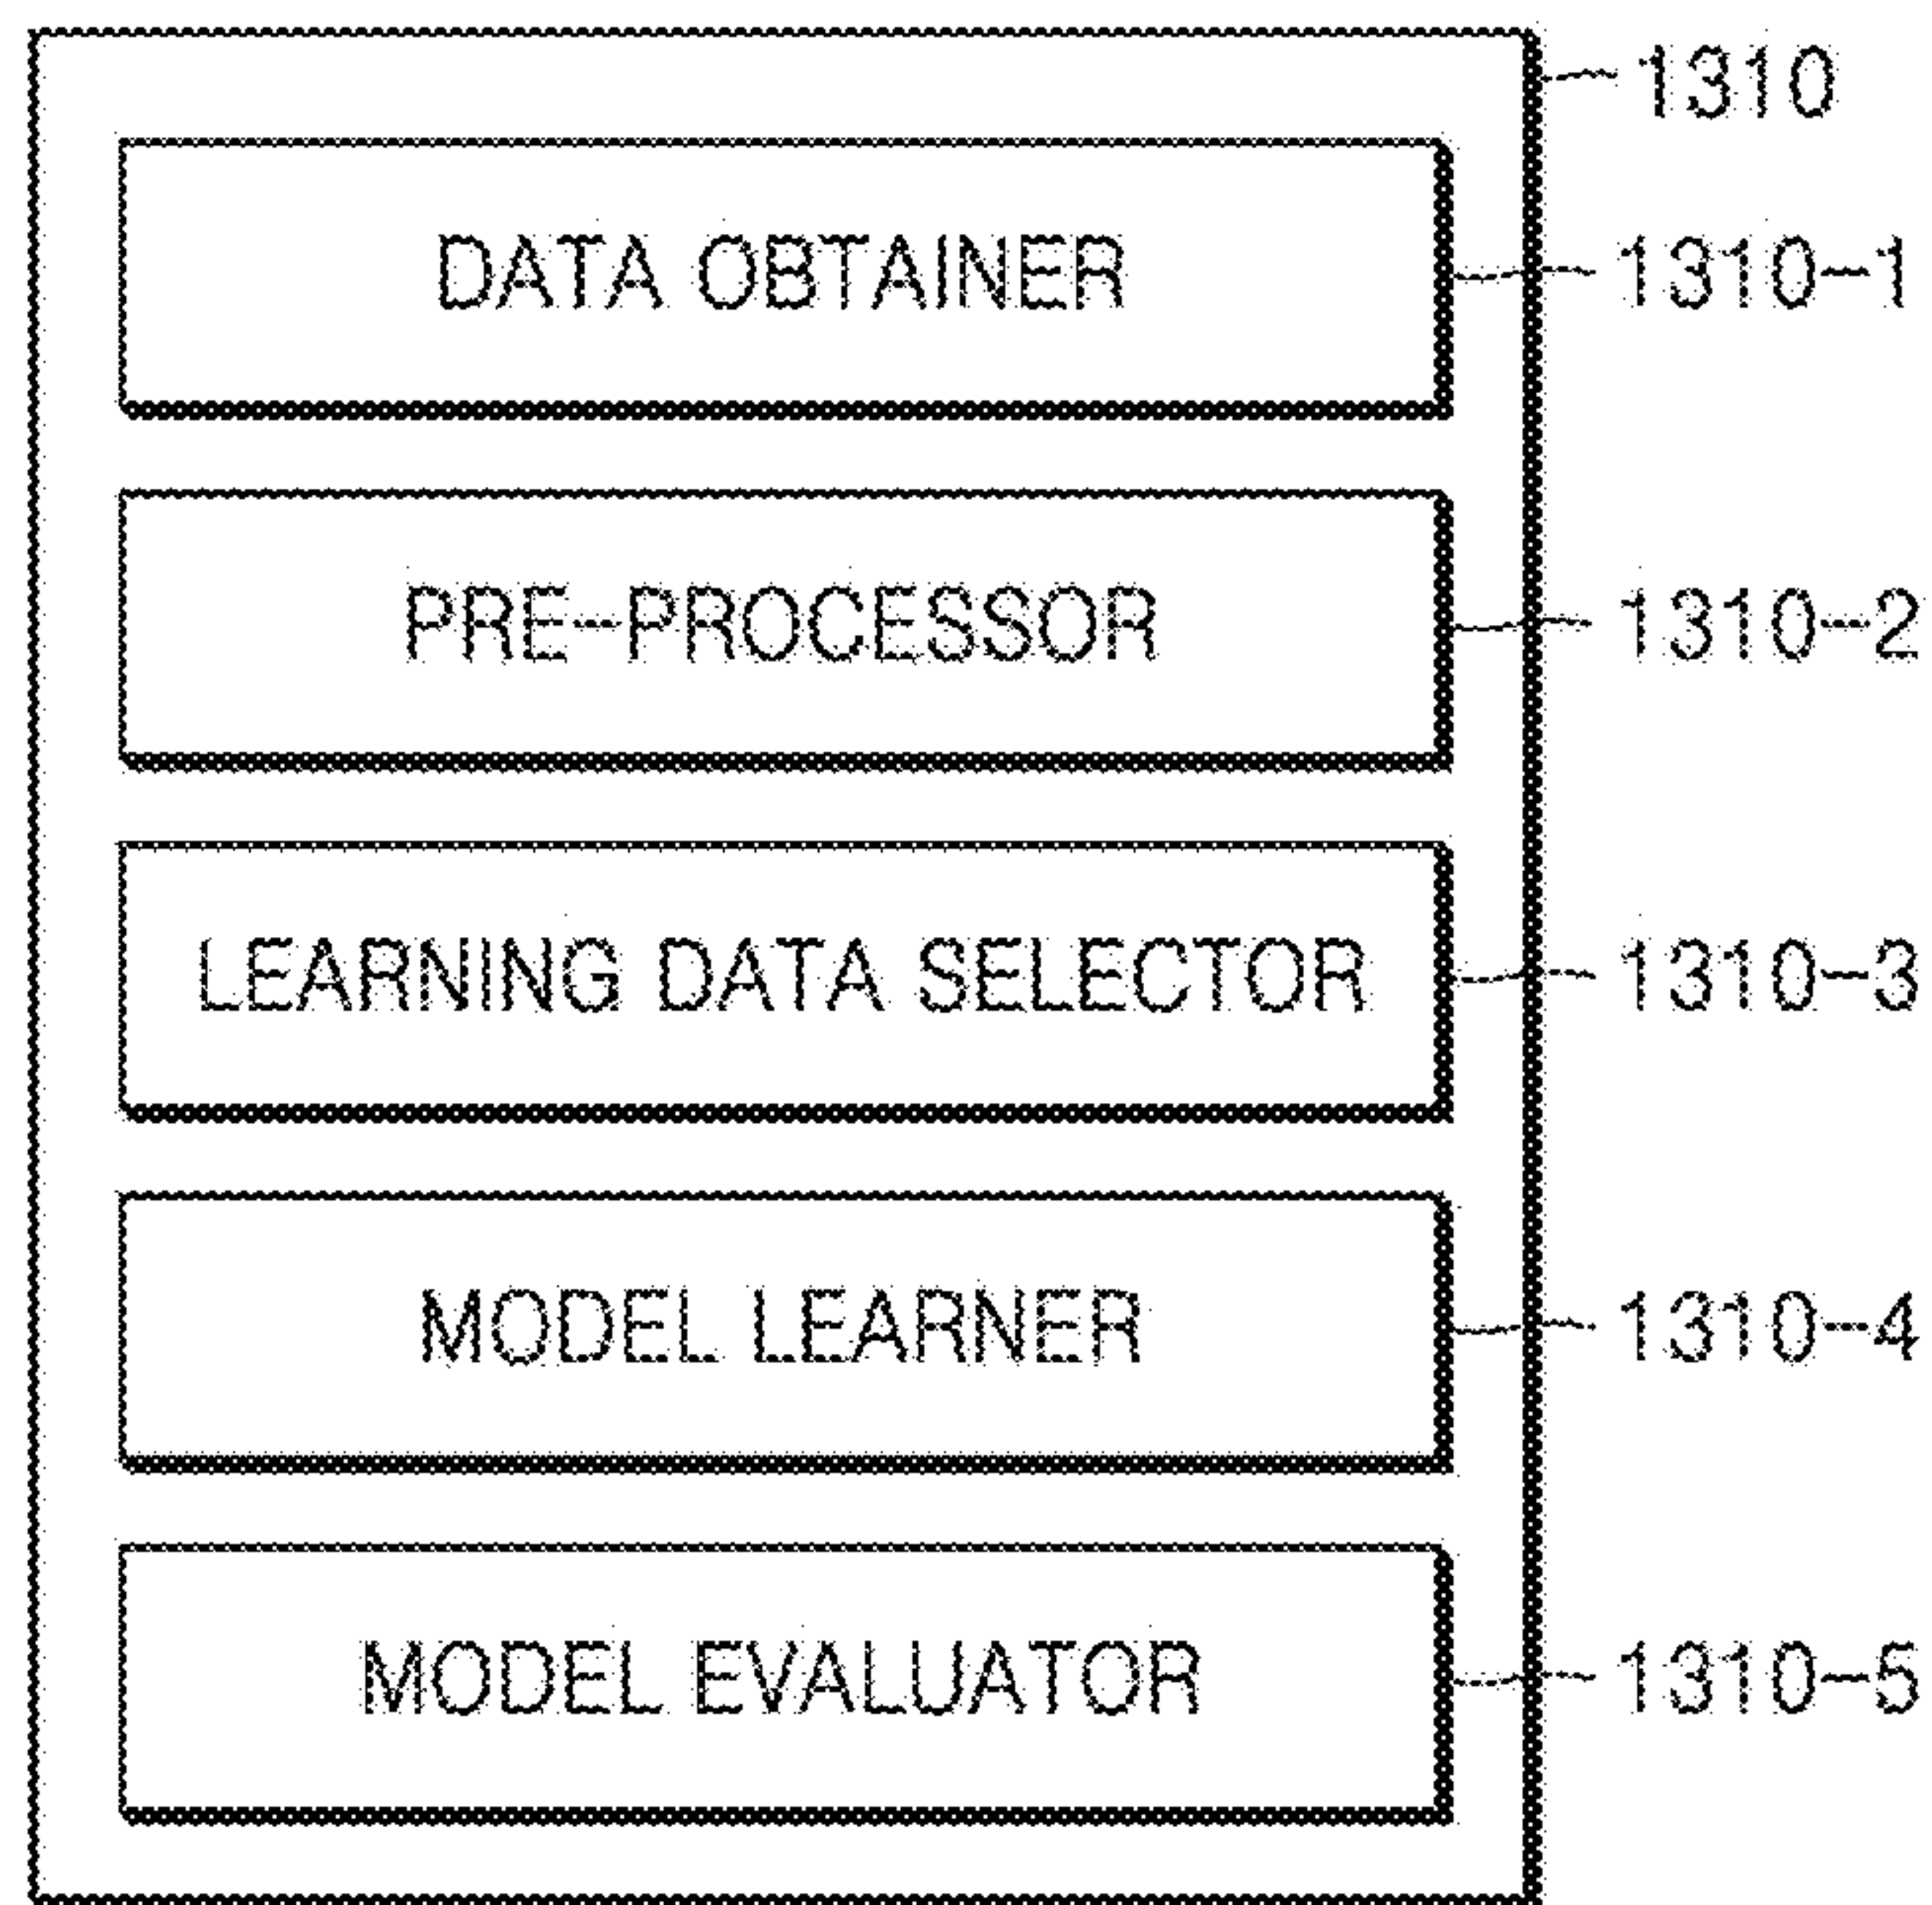 1310
DATA OBTAINER 1310-1
PRE-PROCESSOR 1310-2
LEARNING DATA SELECTOR 1310-3
MODEL LEARNER 1310-4
MODEL EVALUATOR 1310-5